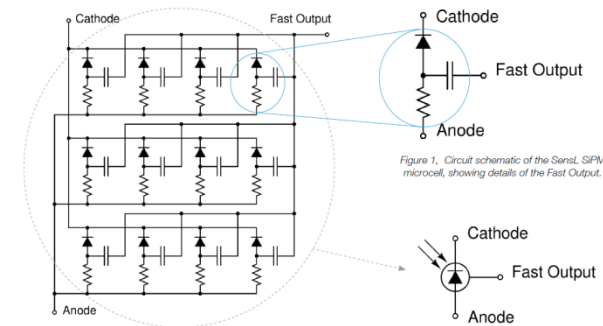 Cathode
Fast Output
Anode
Cathode
Fast Output
Anode
Figure 1, Circuit schematic of the SensL SiPM
microcell, showing details of the Fast Output.
Cathode
Fast Output
Anode